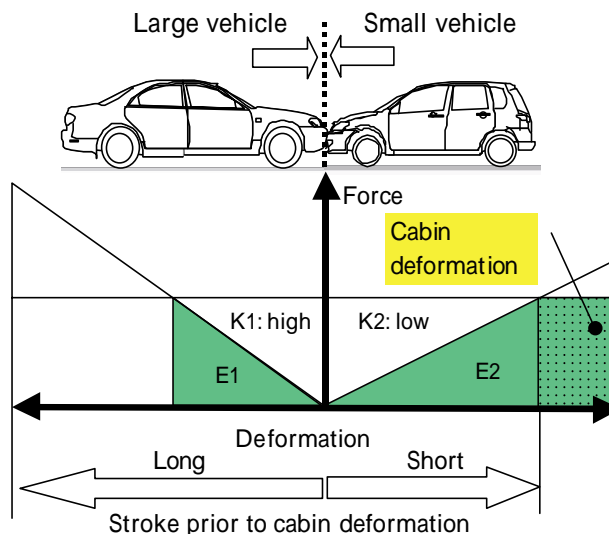 Large vehicle Small vehicle
Force
Cabin
deformation
K1: high K2: low
E1 E2
Deformation
Long Short
Stroke prior to cabin deformation